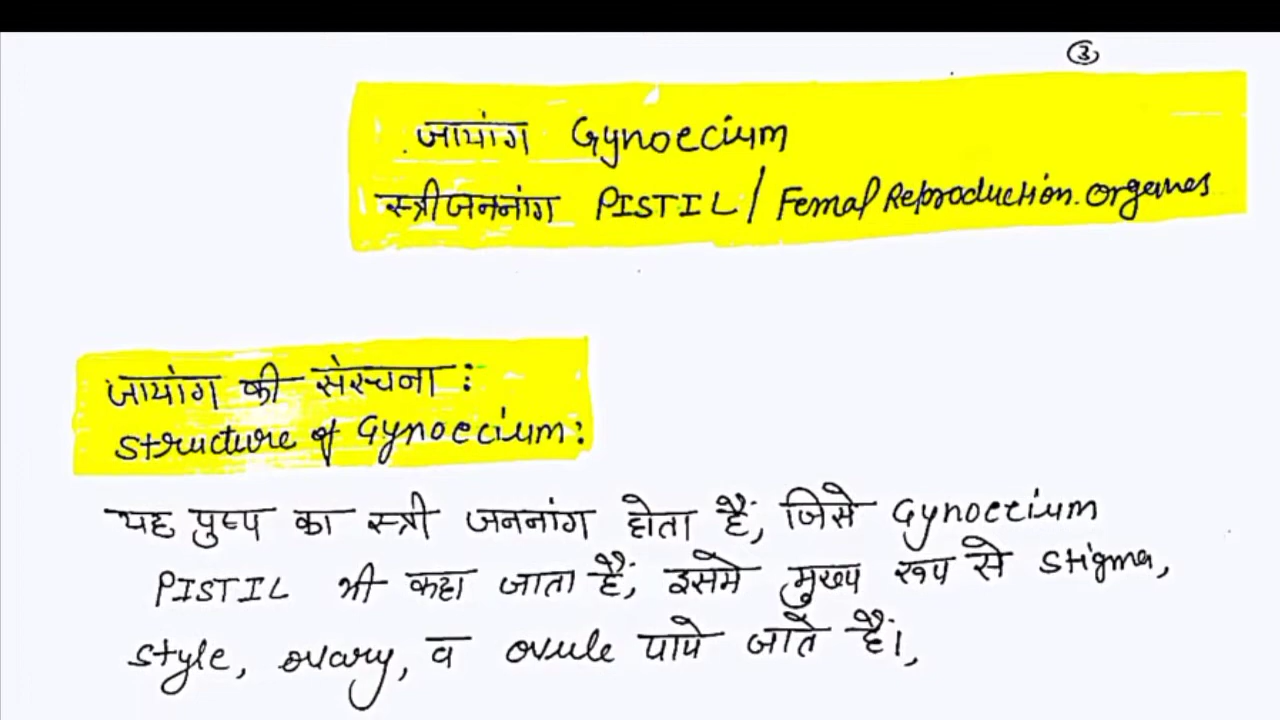 ③
जायांग Gynoecium
स्त्रीजननांग PISTIL / Femal Reproduction. Organes
जायांग की संरचना :
Structure of Gynoecium :
यह पुष्प का स्त्री जननांग होता है, जिसे Gynoecium
PISTIL भी कहा जाता है, इसमे मुख्य रूप से stigma,
style, ovary, व ovule पाये जाते हैं।,